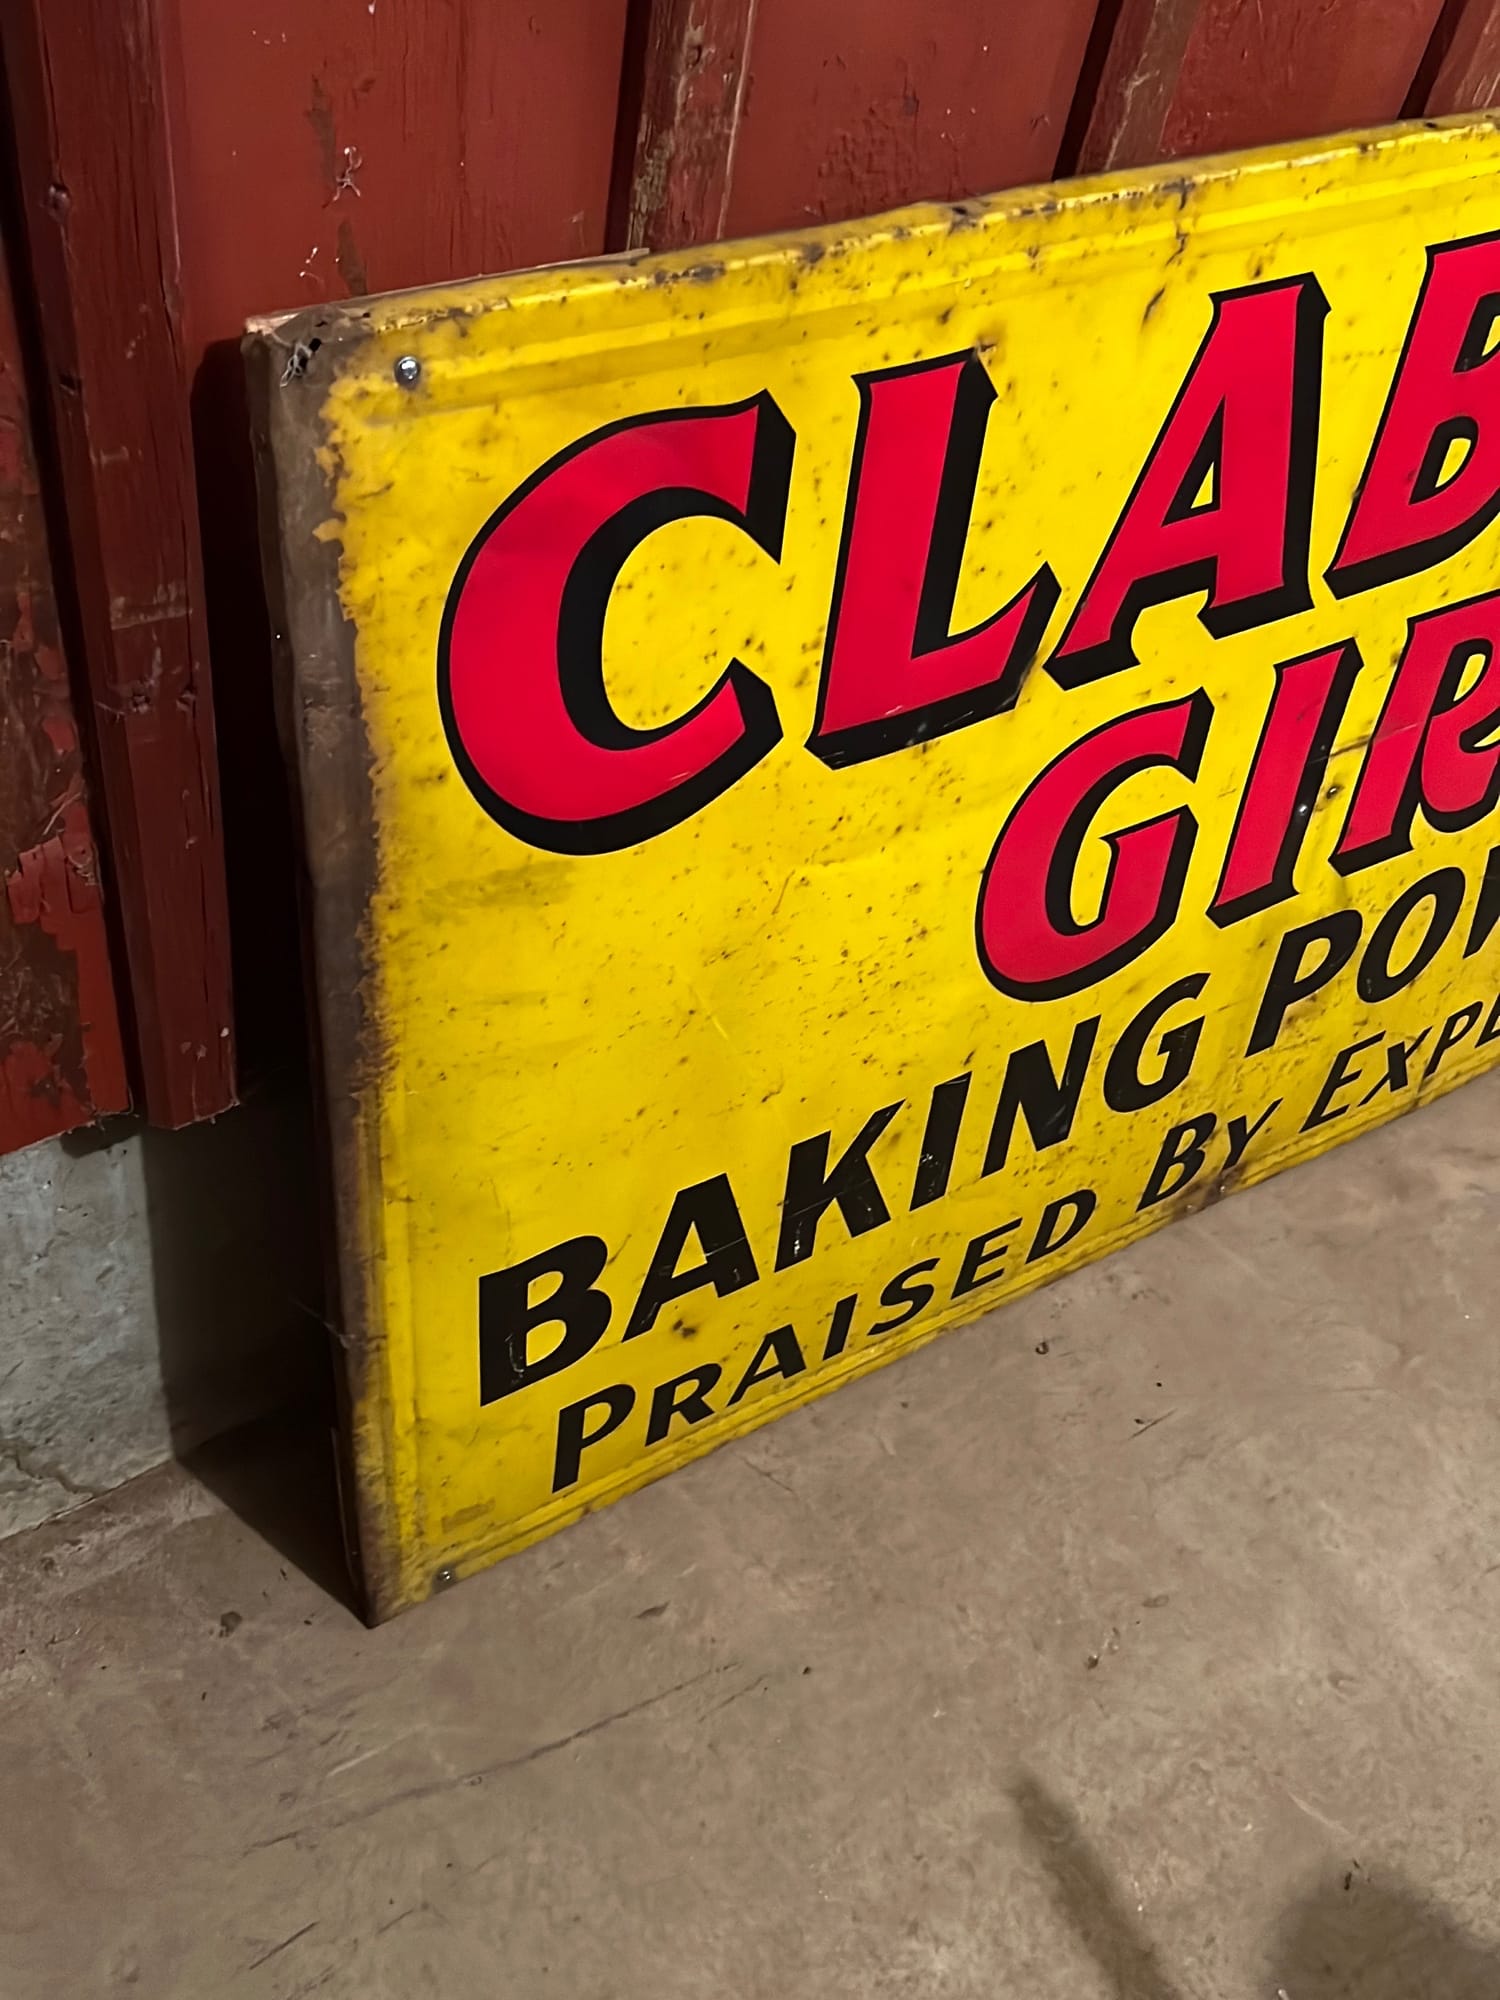 CLAB
GIR
BAKING POW
PRAISED BY EXPE